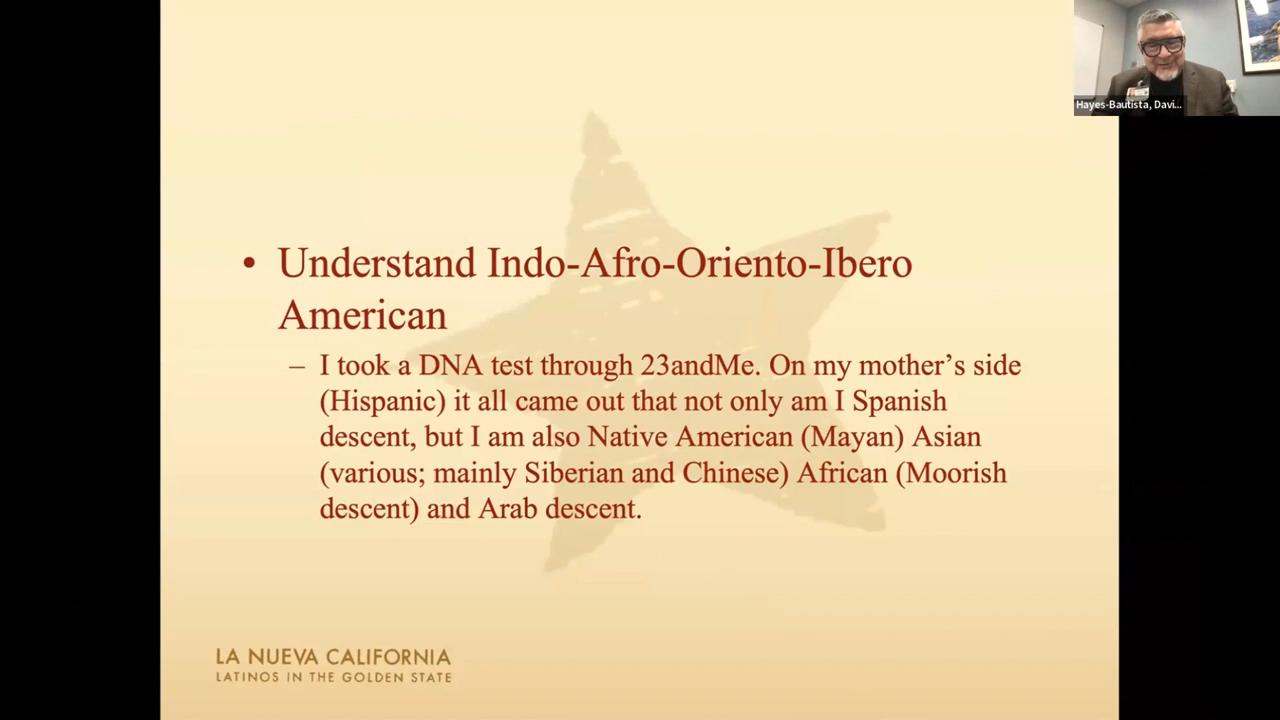 Hayes-Bautista, Davi...
• Understand Indo-Afro-Oriento-Ibero
American
– I took a DNA test through 23andMe. On my mother’s side
(Hispanic) it all came out that not only am I Spanish
descent, but I am also Native American (Mayan) Asian
(various; mainly Siberian and Chinese) African (Moorish
descent) and Arab descent.
LA NUEVA CALIFORNIA
LATINOS IN THE GOLDEN STATE